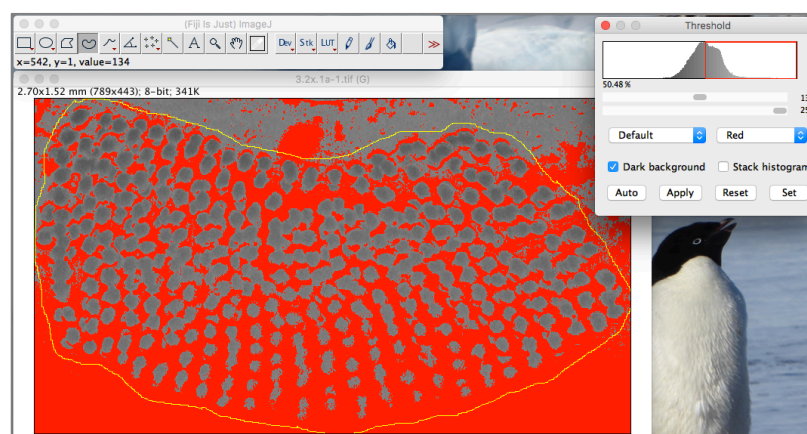 (Fiji Is Just) ImageJ
Dev Stk LUT
A
>>
x=542, y=1, value=134
3.2x.1a-1.tif (G)
2.70x1.52 mm (789x443); 8-bit; 341K
Threshold
50.48 %
Default Red
Dark background Stack histogram
Auto Apply Reset Set